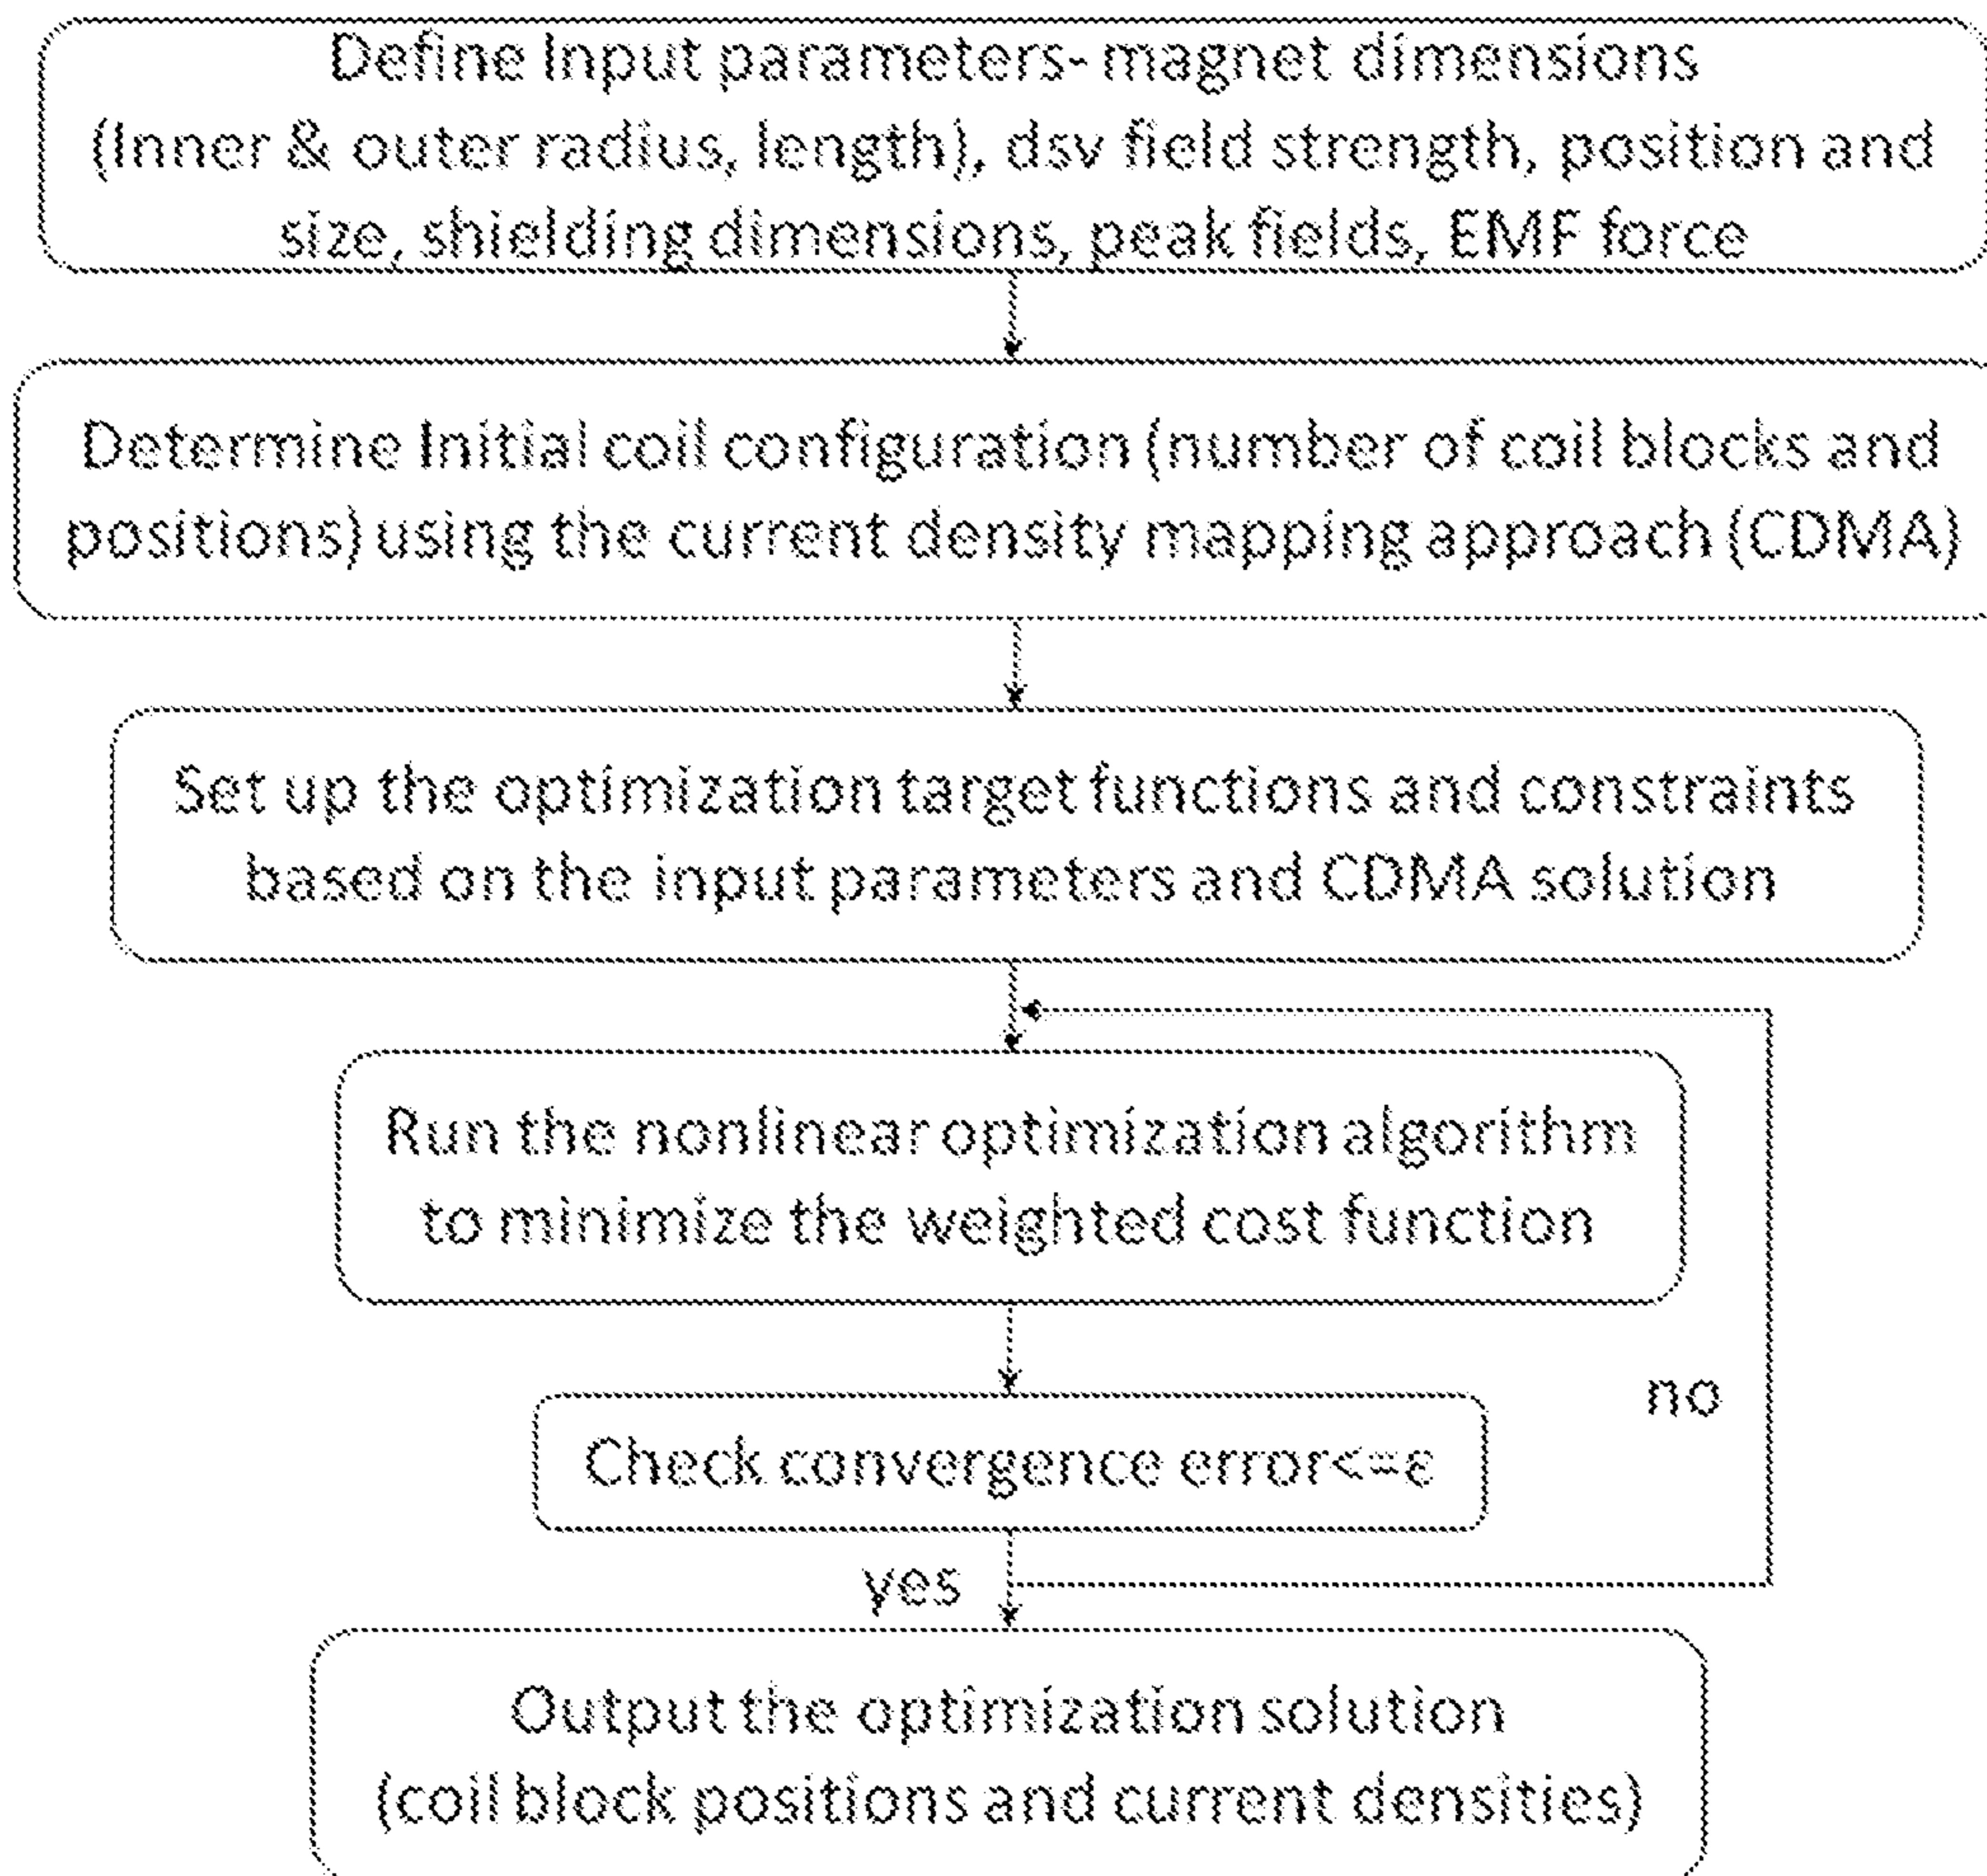 Define Input parameters- magnet dimensions
(Inner & outer radius, length), dsv field strength, position and
size, shielding dimensions, peak fields, EMF force
Determine Initial coil configuration (number of coil blocks and
positions) using the current density mapping approach (CDMA)
Set up the optimization target functions and constraints
based on the input parameters and CDMA solution
Run the nonlinear optimization algorithm
to minimize the weighted cost function
no
Check convergence error<=ε
yes
Output the optimization solution
(coil block positions and current densities)